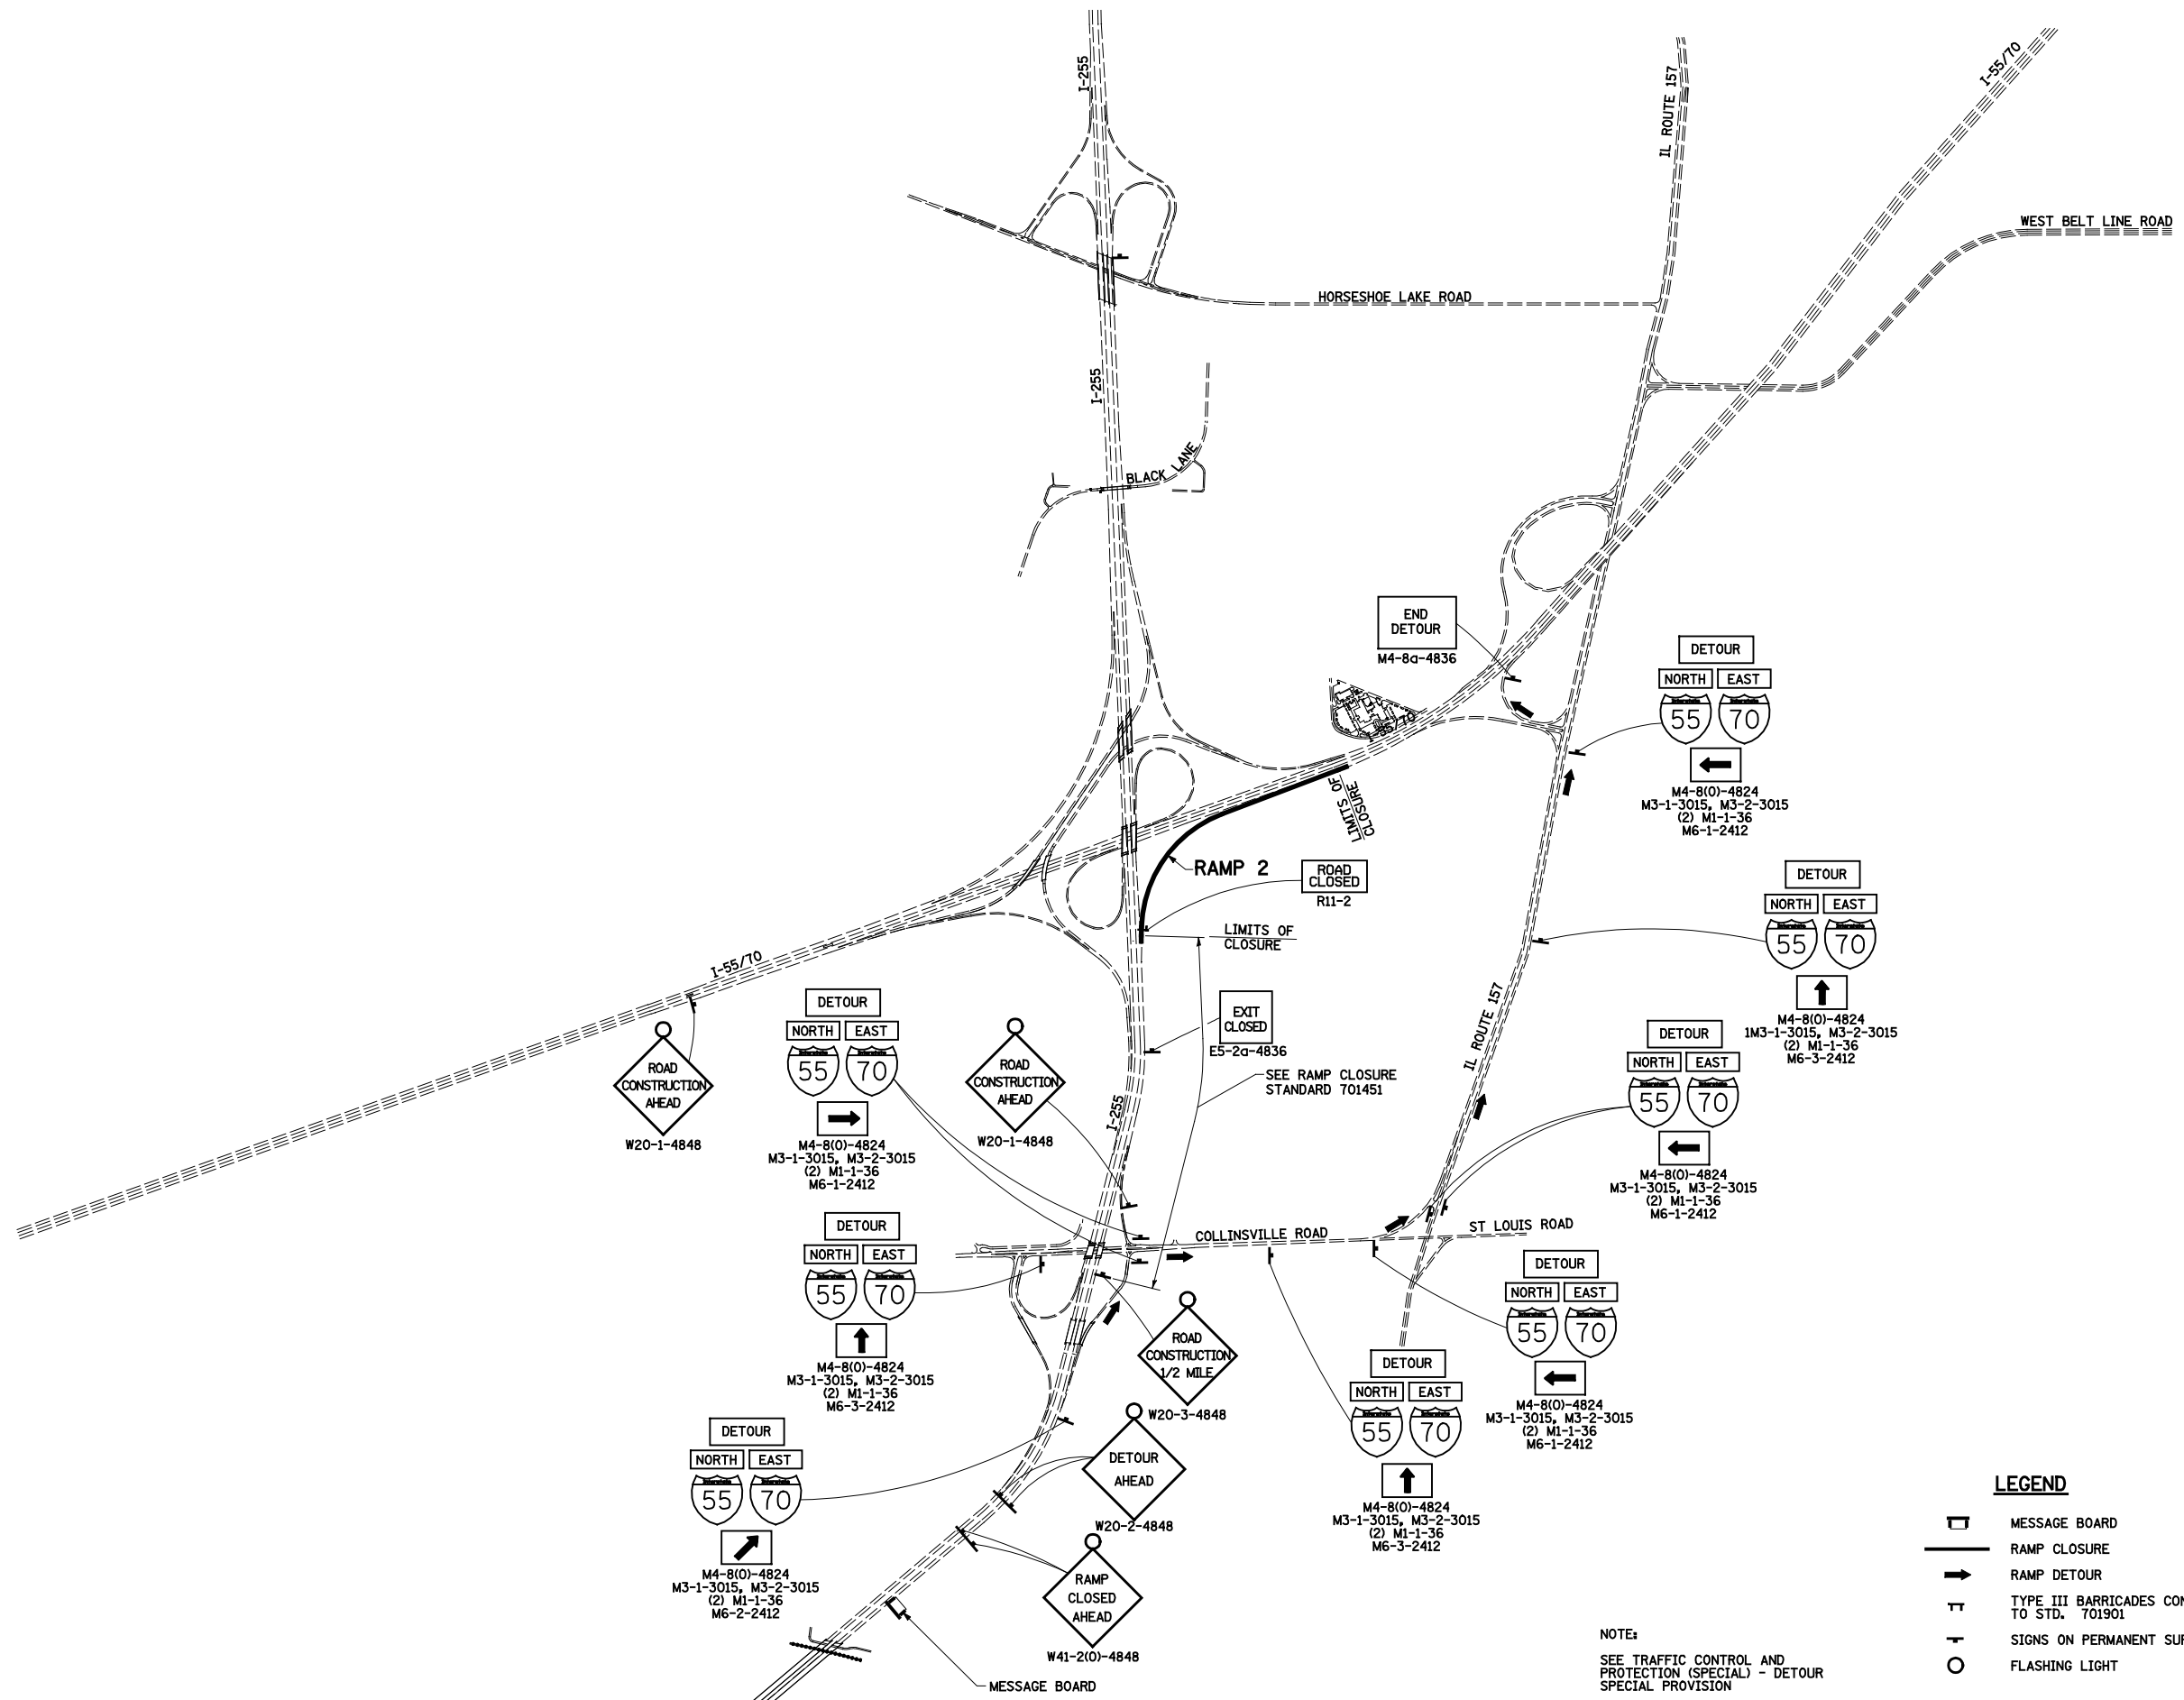 I-255
IL ROUTE 157
I-55/70
WEST BELT LINE ROAD
HORSESHOE LAKE ROAD
I-255
BLACK LANE
END
DETOUR
M4-8a-4836
DETOUR
NORTH EAST
55 70
M4-8(O)-4824
M3-1-3015, M3-2-3015
(2) M1-1-36
M6-1-2412
I-55/70
LIMITS OF
CLOSURE
RAMP 2
ROAD
CLOSED
R11-2
LIMITS OF
CLOSURE
DETOUR
NORTH EAST
55 70
M4-8(O)-4824
1M3-1-3015, M3-2-3015
(2) M1-1-36
M6-3-2412
I-55/70
ROAD
CONSTRUCTION
AHEAD
W20-1-4848
DETOUR
NORTH EAST
55 70
M4-8(O)-4824
M3-1-3015, M3-2-3015
(2) M1-1-36
M6-1-2412
ROAD
CONSTRUCTION
AHEAD
W20-1-4848
EXIT
CLOSED
E5-2a-4836
SEE RAMP CLOSURE
STANDARD 701451
I-255
IL ROUTE 157
DETOUR
NORTH EAST
55 70
M4-8(O)-4824
M3-1-3015, M3-2-3015
(2) M1-1-36
M6-1-2412
COLLINSVILLE ROAD
ST LOUIS ROAD
DETOUR
NORTH EAST
55 70
M4-8(O)-4824
M3-1-3015, M3-2-3015
(2) M1-1-36
M6-3-2412
ROAD
CONSTRUCTION
1/2 MILE
W20-3-4848
DETOUR
NORTH EAST
55 70
M4-8(O)-4824
M3-1-3015, M3-2-3015
(2) M1-1-36
M6-1-2412
DETOUR
NORTH EAST
55 70
M4-8(O)-4824
M3-1-3015, M3-2-3015
(2) M1-1-36
M6-3-2412
DETOUR
NORTH EAST
55 70
M4-8(O)-4824
M3-1-3015, M3-2-3015
(2) M1-1-36
M6-2-2412
DETOUR
AHEAD
W20-2-4848
RAMP
CLOSED
AHEAD
W41-2(O)-4848
MESSAGE BOARD
NOTE:
SEE TRAFFIC CONTROL AND
PROTECTION (SPECIAL) - DETOUR
SPECIAL PROVISION
LEGEND
MESSAGE BOARD
RAMP CLOSURE
RAMP DETOUR
TYPE III BARRICADES
TO STD. 701901
SIGNS ON PERMANENT
FLASHING LIGHT